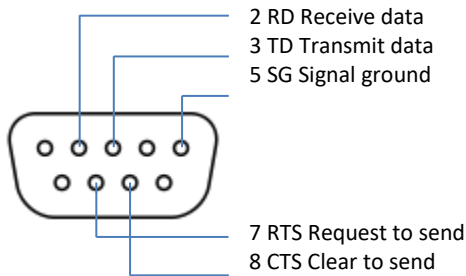 2 RD Receive data
3 TD Transmit data
5 SG Signal ground
7 RTS Request to send
8 CTS Clear to send